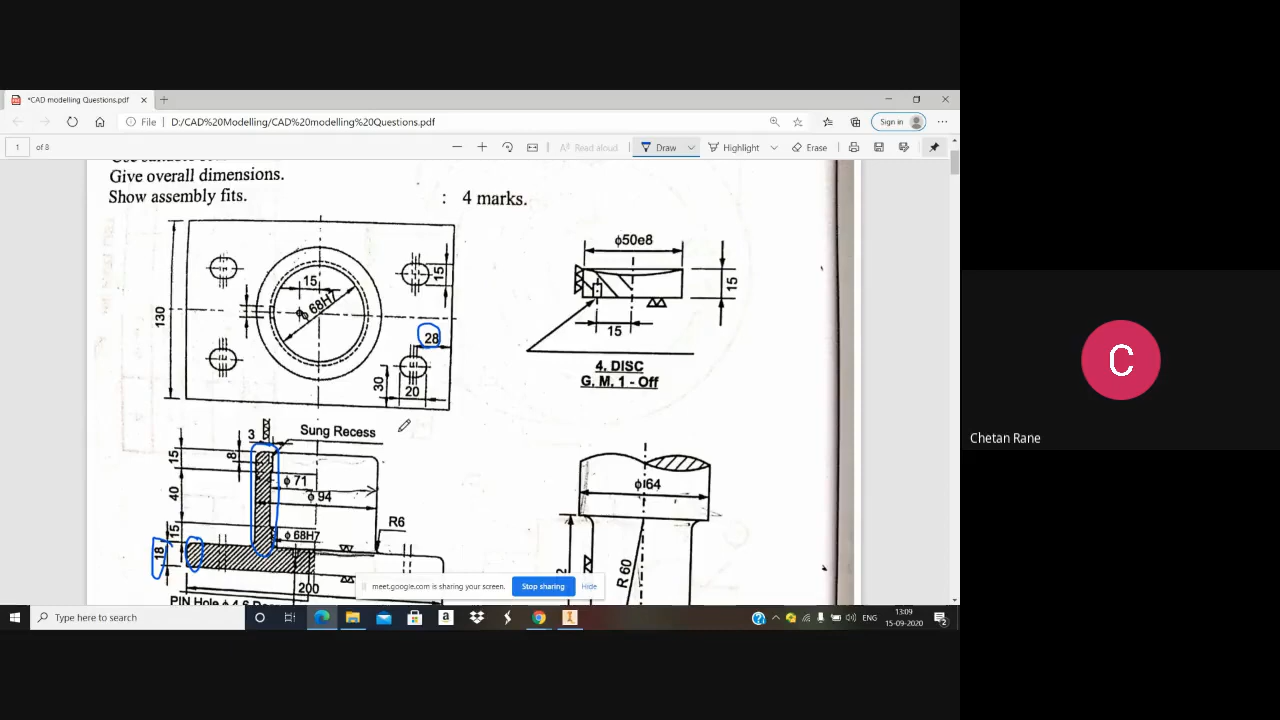 *CAD modelling Questions.pdf
File
D:/CAD%20Modelling/CAD%20modelling%20Questions.pdf
Sign in
1
of 8
Read aloud
Draw
Highlight
Erase
Give overall dimensions.
Show assembly fits.
: 4 marks.
130
15
ϕ 68H7
15
28
30
20
ϕ50e8
15
15
4. DISC
G. M. 1 - Off
3
Sung Recess
15
8
40
ϕ 71
ϕ 94
15
18
ϕ 68H7
R6
200
PIN Hole ϕ 4
ϕ 64
R 60
meet.google.com is sharing your screen.
Stop sharing
Hide
C
Chetan Rane
Type here to search
a
ENG
13:09
15-09-2020
2